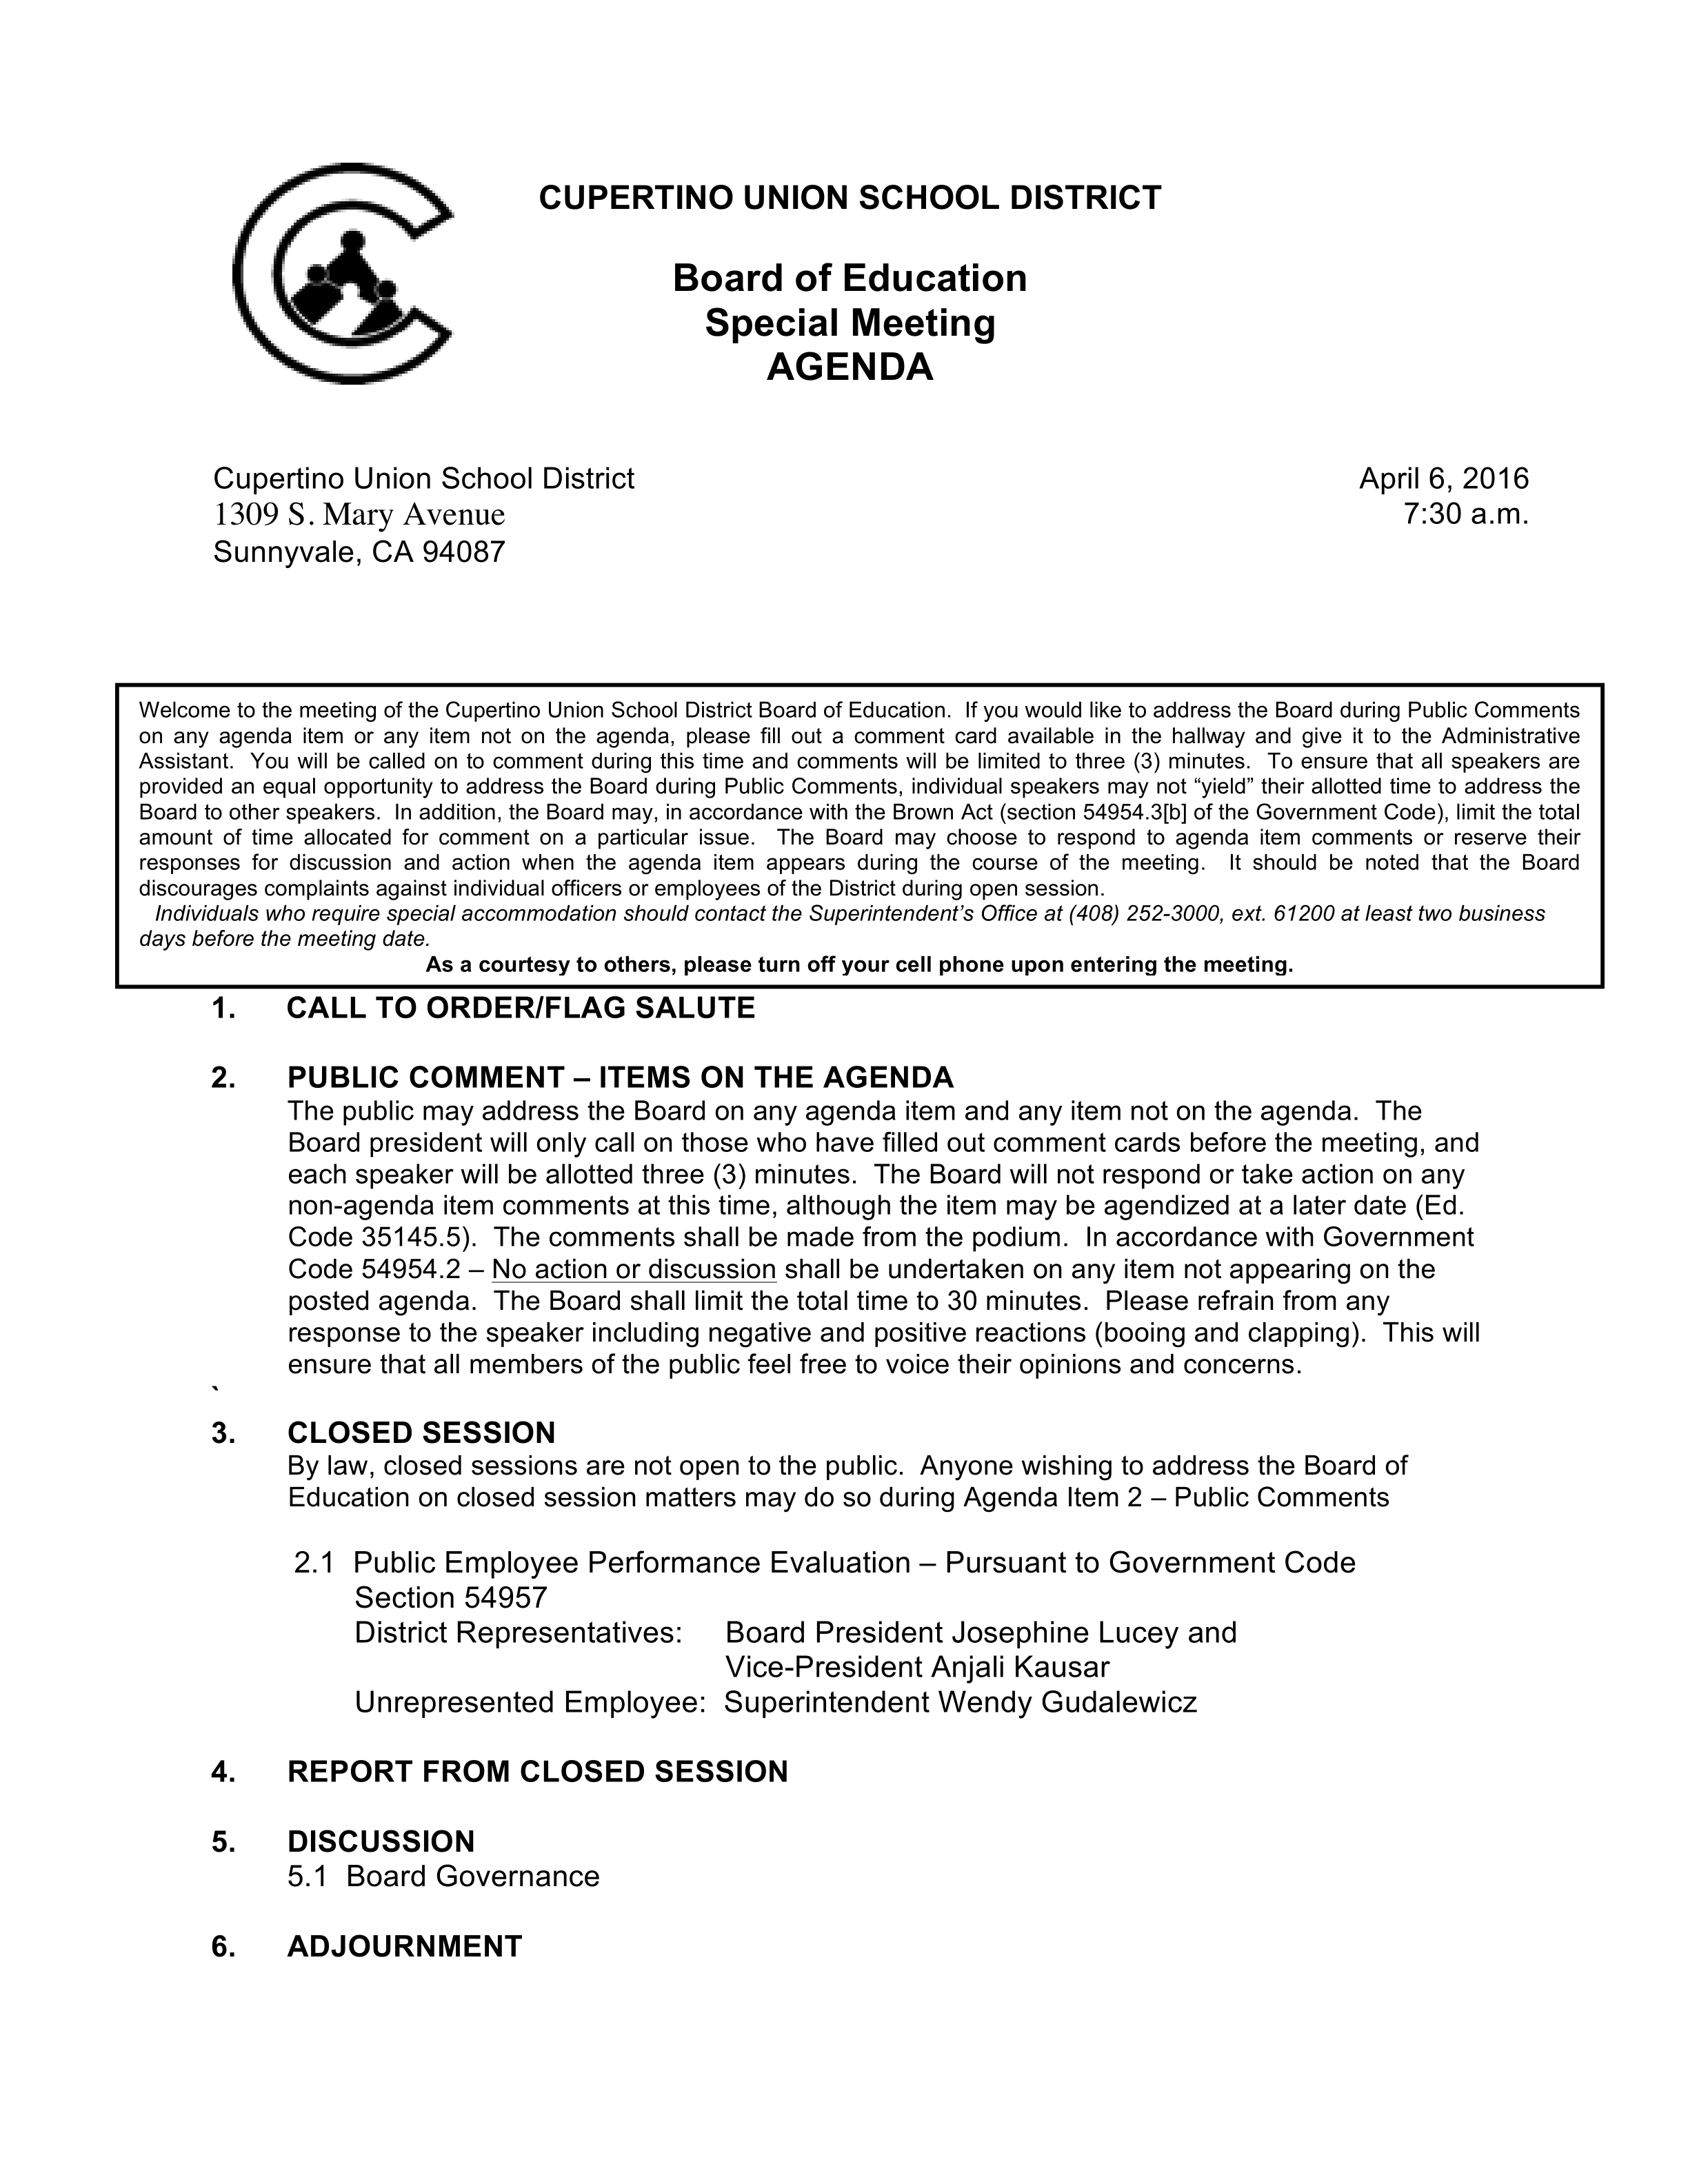 CUPERTINO UNION SCHOOL DISTRICT
Board of Education
Special Meeting
AGENDA
Cupertino Union School District
April 6, 2016
1309 S. Mary Avenue
7:30 a.m.
Sunnyvale, CA 94087
Welcome to the meeting of the Cupertino Union School District Board of Education. If you would like to address the Board during Public Comments
on any agenda item or any item not on the agenda, please fill out a comment card available in the hallway and give it to the Administrative
Assistant. You will be called on to comment during this time and comments will be limited to three (3) minutes. To ensure that all speakers are
provided an equal opportunity to address the Board during Public Comments, individual speakers may not “yield” their allotted time to address the
Board to other speakers. In addition, the Board may, in accordance with the Brown Act (section 54954.3[b] of the Government Code), limit the total
amount of time allocated for comment on a particular issue. The Board may choose to respond to agenda item comments or reserve their
responses for discussion and action when the agenda item appears during the course of the meeting. It should be noted that the Board
discourages complaints against individual officers or employees of the District during open session.
Individuals who require special accommodation should contact the Superintendent’s Office at (408) 252-3000, ext. 61200 at least two business
days before the meeting date.
As a courtesy to others, please turn off your cell phone upon entering the meeting.
1. CALL TO ORDER/FLAG SALUTE
2. PUBLIC COMMENT – ITEMS ON THE AGENDA
The public may address the Board on any agenda item and any item not on the agenda. The
Board president will only call on those who have filled out comment cards before the meeting, and
each speaker will be allotted three (3) minutes. The Board will not respond or take action on any
non-agenda item comments at this time, although the item may be agendized at a later date (Ed.
Code 35145.5). The comments shall be made from the podium. In accordance with Government
Code 54954.2 – No action or discussion shall be undertaken on any item not appearing on the
posted agenda. The Board shall limit the total time to 30 minutes. Please refrain from any
response to the speaker including negative and positive reactions (booing and clapping). This will
ensure that all members of the public feel free to voice their opinions and concerns.
`
3. CLOSED SESSION
By law, closed sessions are not open to the public. Anyone wishing to address the Board of
Education on closed session matters may do so during Agenda Item 2 – Public Comments
2.1 Public Employee Performance Evaluation – Pursuant to Government Code
Section 54957
District Representatives: Board President Josephine Lucey and
Vice-President Anjali Kausar
Unrepresented Employee: Superintendent Wendy Gudalewicz
4. REPORT FROM CLOSED SESSION
5. DISCUSSION
5.1 Board Governance
6. ADJOURNMENT